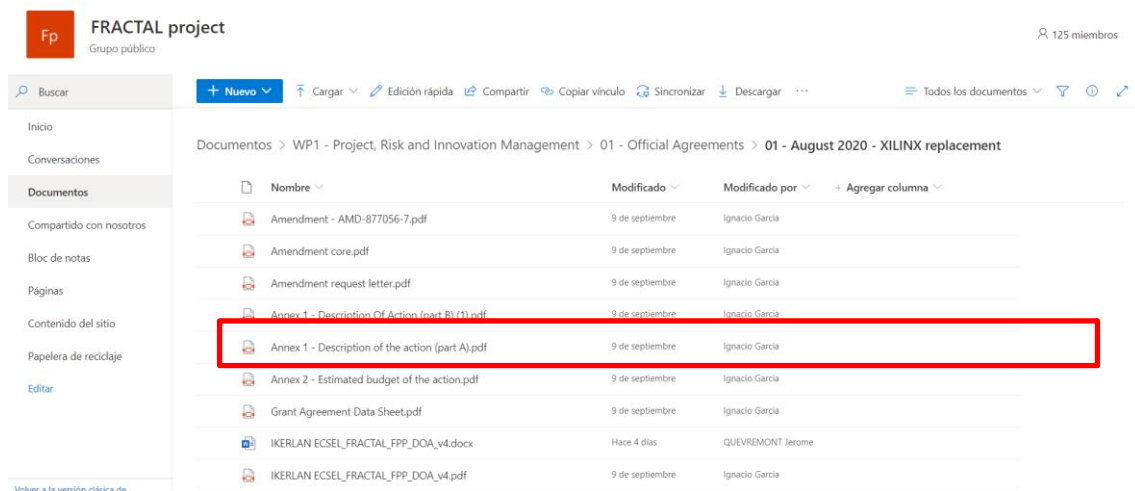 Fp
FRACTAL project
Grupo público
125 miembros
Buscar
+ Nuevo Cargar Edición rápida Compartir Copiar vínculo Sincronizar Descargar ··· Todos los documentos
Inicio
Conversaciones
Documentos
Compartido con nosotros
Bloc de notas
Páginas
Contenido del sitio
Papelera de reciclaje
Editar
Volver a la versión clásica de
Documentos > WP1 - Project, Risk and Innovation Management > 01 - Official Agreements > 01 - August 2020 - XILINX replacement
Nombre Modificado Modificado por + Agregar columna
Amendment - AMD-877056-7.pdf 9 de septiembre Ignacio Garcia
Amendment core.pdf 9 de septiembre Ignacio Garcia
Amendment request letter.pdf 9 de septiembre Ignacio Garcia
Annex 1 - Description Of Action (part B) (1).pdf 9 de septiembre Ignacio Garcia
Annex 1 - Description of the action (part A).pdf 9 de septiembre Ignacio Garcia
Annex 2 - Estimated budget of the action.pdf 9 de septiembre Ignacio Garcia
Grant Agreement Data Sheet.pdf 9 de septiembre Ignacio Garcia
IKERLAN ECSEL_FRACTAL_FPP_DOA_v4.docx Hace 4 días QUEVREMONT Jerome
IKERLAN ECSEL_FRACTAL_FPP_DOA_v4.pdf 9 de septiembre Ignacio Garcia